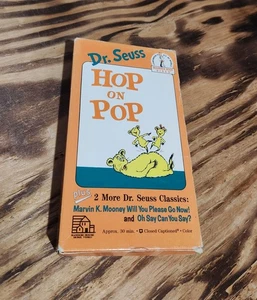 Dr. Seuss
HOP
ON
POP
PLUS 2 More Dr. Seuss Classics:
Marvin K. Mooney Will You Please Go Now!
and Oh Say Can You Say?
Approx. 30 min. • Closed Captioned • Color